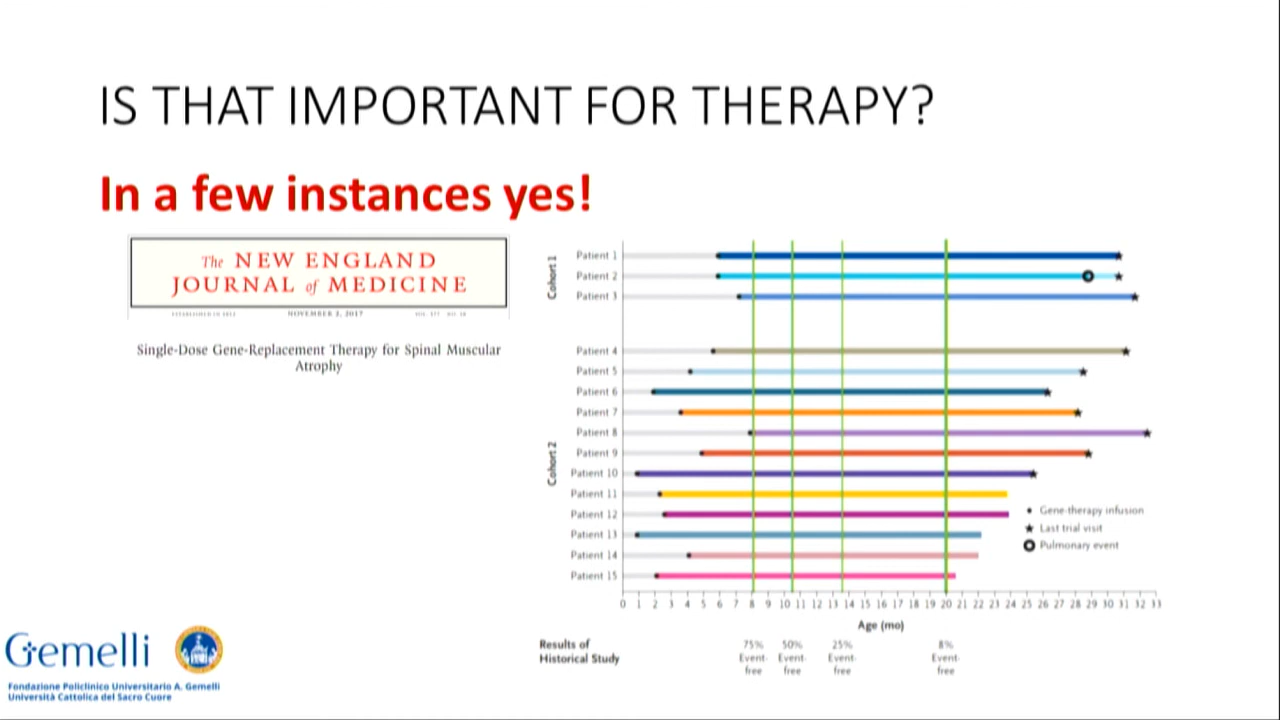 IS THAT IMPORTANT FOR THERAPY?
In a few instances yes!
The NEW ENGLAND
JOURNAL of MEDICINE
ESTABLISHED IN 1812 NOVEMBER 2, 2017
Single-Dose Gene-Replacement Therapy for Spinal Muscular
Atrophy
Cohort 1
Patient 1
Patient 2
Patient 3
Cohort 2
Patient 4
Patient 5
Patient 6
Patient 7
Patient 8
Patient 9
Patient 10
Patient 11
Patient 12
Patient 13
Patient 14
Patient 15
Gene-therapy infusion
Last trial visit
Pulmonary event
0 1 2 3 4 5 6 7 8 9 10 11 12 13 14 15 16 17 18 19 20 21 22 23 24 25 26 27 28 29 30 31 32 33
Age (mo)
Results of
Historical Study
75%
Event-
free
50%
Event-
free
25%
Event-
free
8%
Event-
free
Gemelli
Fondazione Policlinico Universitario A. Gemelli
Università Cattolica del Sacro Cuore